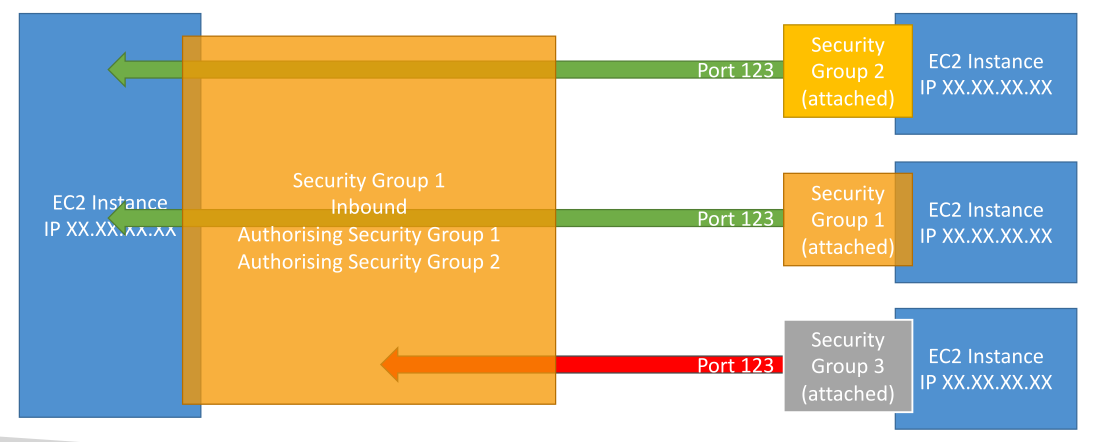 Security
Group 2
(attached)
EC2 Instance
IP XX.XX.XX.XX
Port 123
EC2 Instance
IP XX.XX.XX.XX
Security Group 1
Inbound
Authorising Security Group 1
Authorising Security Group 2
Port 123
Security
Group 1
(attached)
EC2 Instance
IP XX.XX.XX.XX
Port 123
Security
Group 3
(attached)
EC2 Instance
IP XX.XX.XX.XX